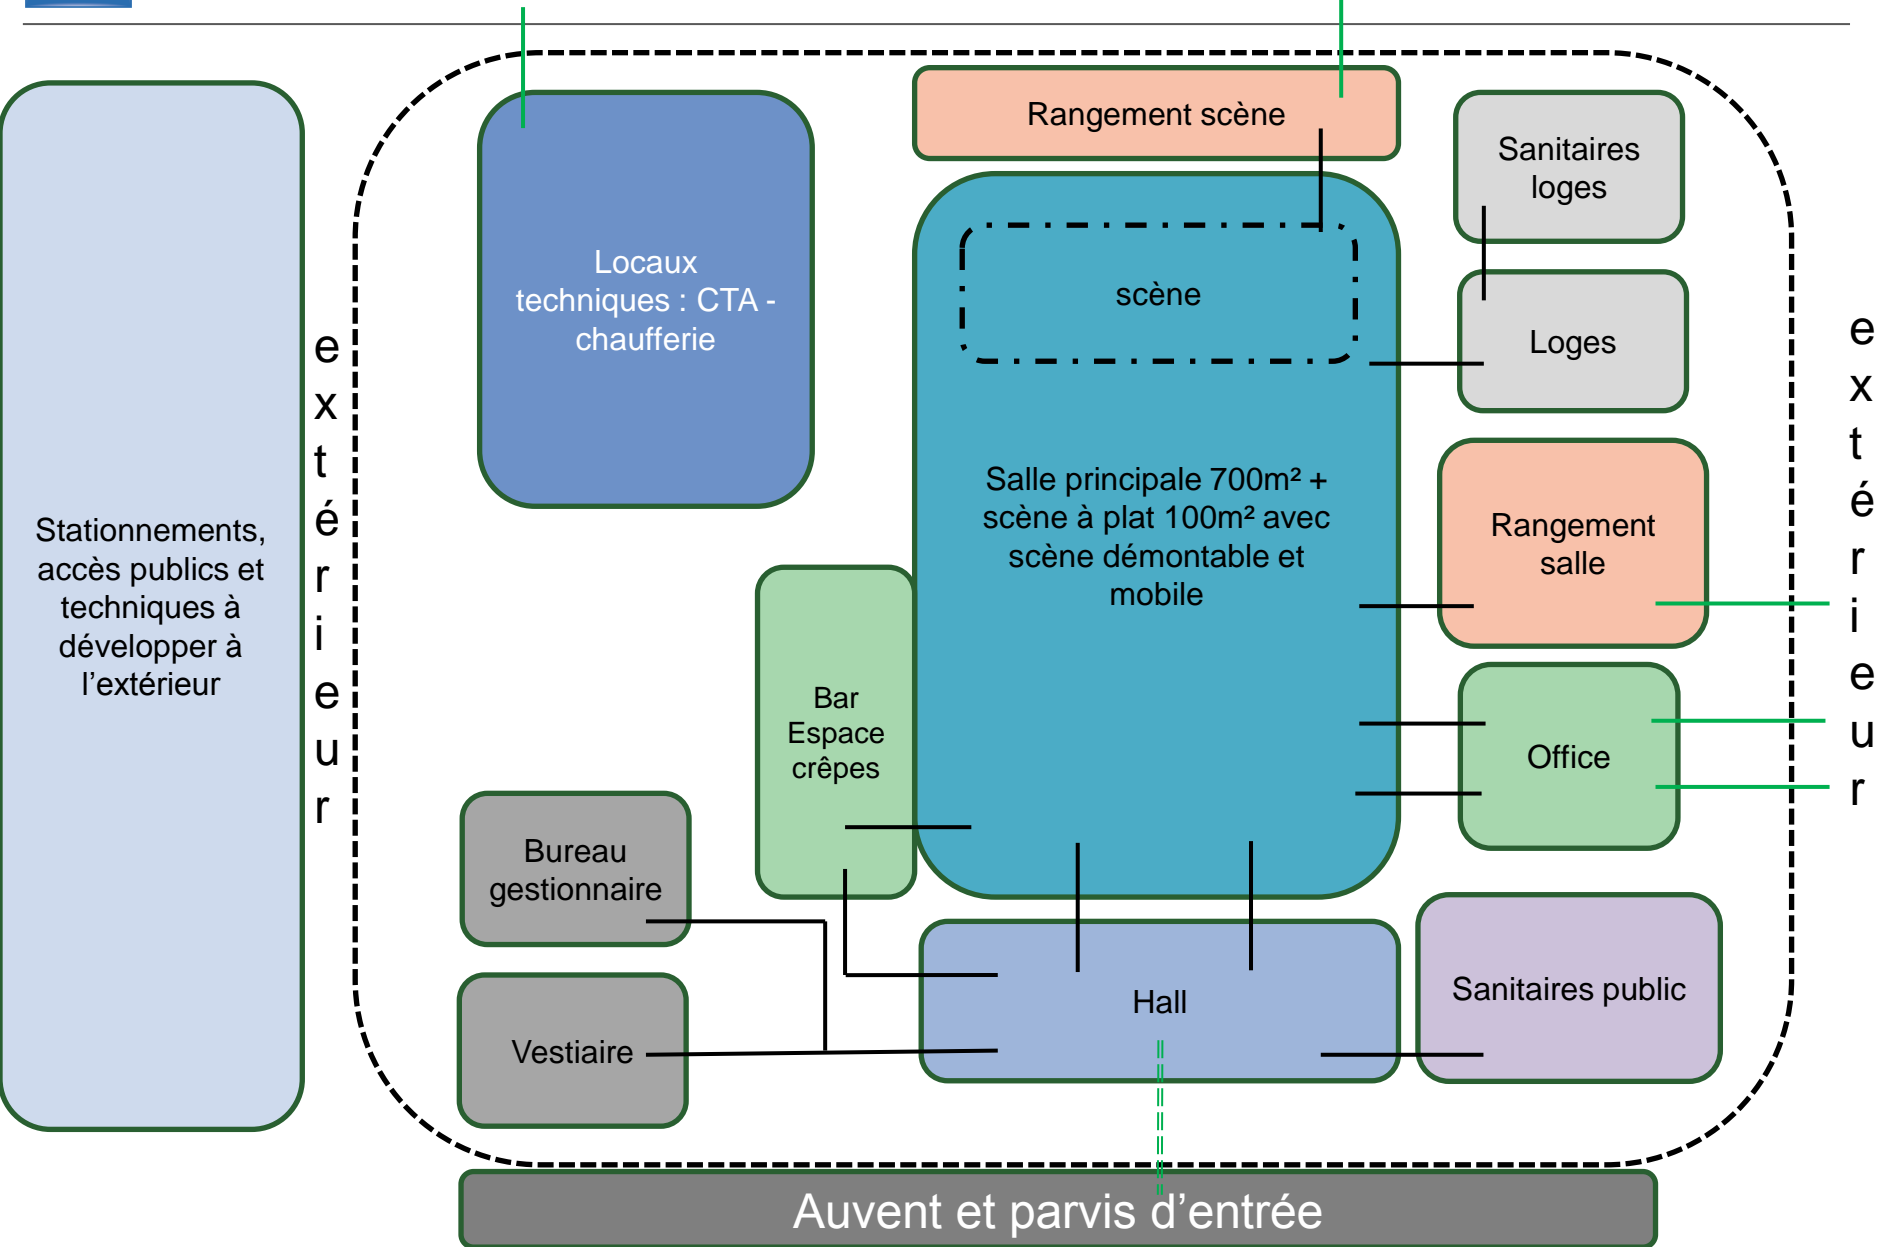 Rangement scène
Sanitaires
loges
Locaux
techniques : CTA -
chaufferie
scène
Loges
extérieur
extérieur
Stationnements,
accès publics et
techniques à
développer à
l’extérieur
Salle principale 700m² +
scène à plat 100m² avec
scène démontable et
mobile
Rangement
salle
Bar
Espace
crêpes
Office
Bureau
gestionnaire
Sanitaires public
Hall
Vestiaire
Auvent et parvis d’entrée